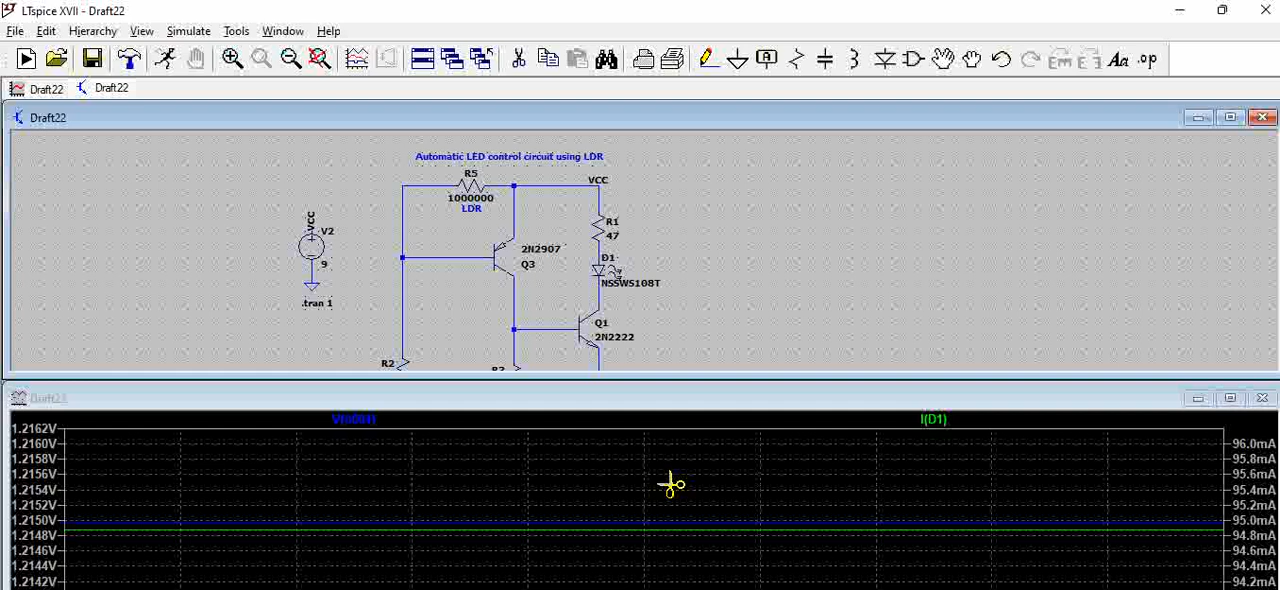 LTspice XVII - Draft22
File Edit Hierarchy View Simulate Tools Window Help
Aa .op
Draft22 Draft22
Draft22
Automatic LED control circuit using LDR
R5
1000000
LDR
VCC
VCC
V2
9
.tran 1
2N2907
Q3
R1
47
D1
NSSWS108T
Q1
2N2222
R2
I(D1)
1.2162V
1.2160V
1.2158V
1.2156V
1.2154V
1.2152V
1.2150V
1.2148V
1.2146V
1.2144V
1.2142V
96.0mA
95.8mA
95.6mA
95.4mA
95.2mA
95.0mA
94.8mA
94.6mA
94.4mA
94.2mA